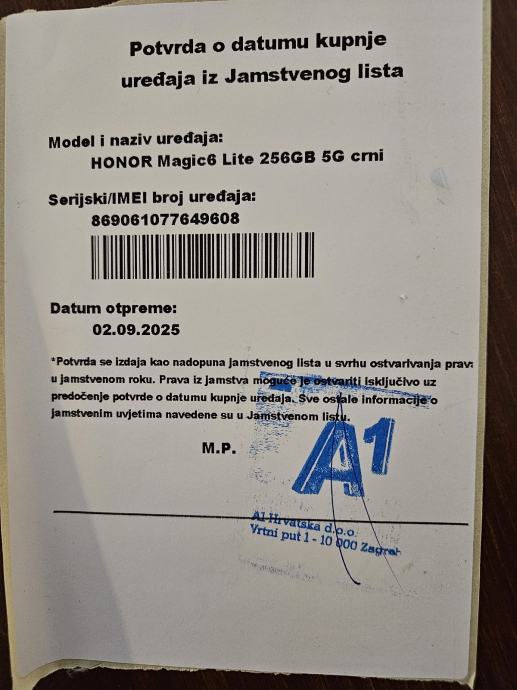 Potvrda o datumu kupnje
uređaja iz Jamstvenog lista
Model i naziv uređaja:
HONOR Magic6 Lite 256GB 5G crni
Serijski/IMEI broj uređaja:
869061077649608
Datum otpreme:
02.09.2025
*Potvrda se izdaja kao nadopuna jamstvenog lista u svrhu ostvarivanja prava
u jamstvenom roku. Prava iz jamstva moguće je ostvariti isključivo uz
predočenje potvrde o datumu kupnje uređaja. Sve ostale informacije o
jamstvenim uvjetima navedene su u Jamstvenom listu.
M.P.
A1
A1 Hrvatska d.o.o.
Vrtni put 1 - 10 000 Zagreb